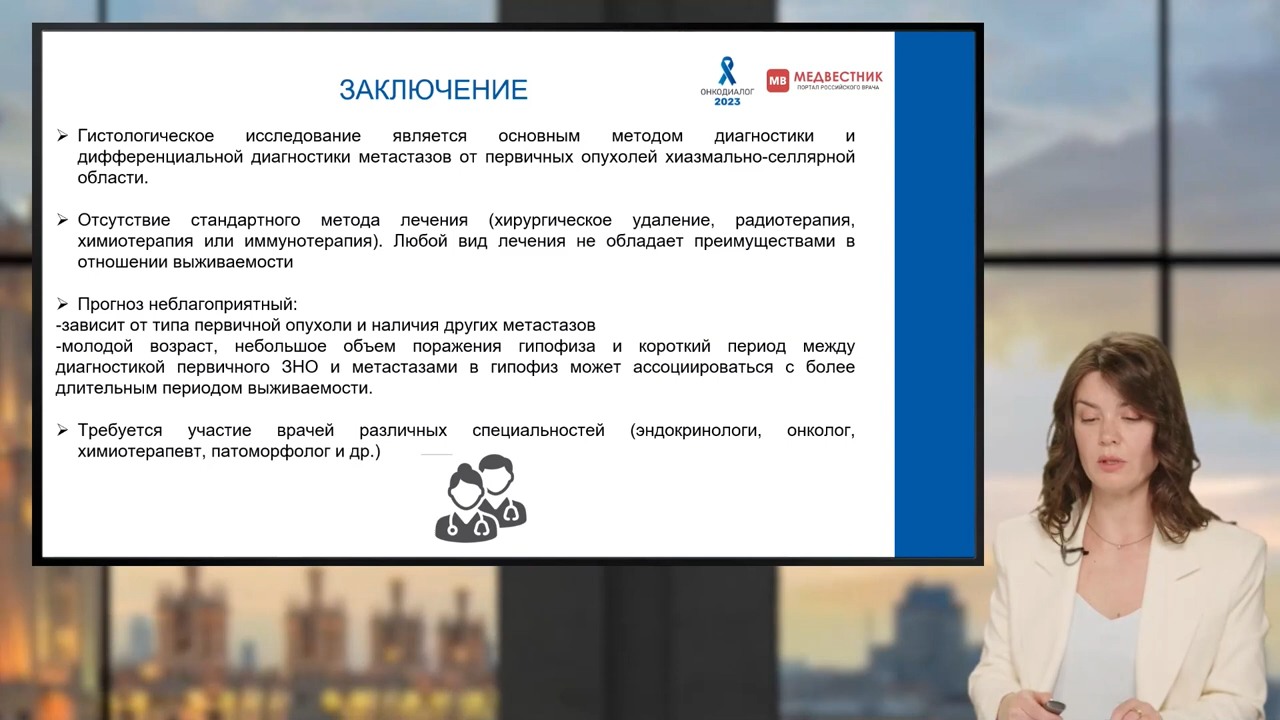 ЗАКЛЮЧЕНИЕ
ОНКОДИАЛОГ
2023
МВ
МЕДВЕСТНИК
ПОРТАЛ РОССИЙСКОГО ВРАЧА
Гистологическое исследование является основным методом диагностики и
дифференциальной диагностики метастазов от первичных опухолей хиазмально-селлярной
области.
Отсутствие стандартного метода лечения (хирургическое удаление, радиотерапия,
химиотерапия или иммунотерапия). Любой вид лечения не обладает преимуществами в
отношении выживаемости
Прогноз неблагоприятный:
-зависит от типа первичной опухоли и наличия других метастазов
-молодой возраст, небольшое объем поражения гипофиза и короткий период между
диагностикой первичного ЗНО и метастазами в гипофиз может ассоциироваться с более
длительным периодом выживаемости.
Требуется участие врачей различных специальностей (эндокринологи, онколог,
химиотерапевт, патоморфолог и др.)